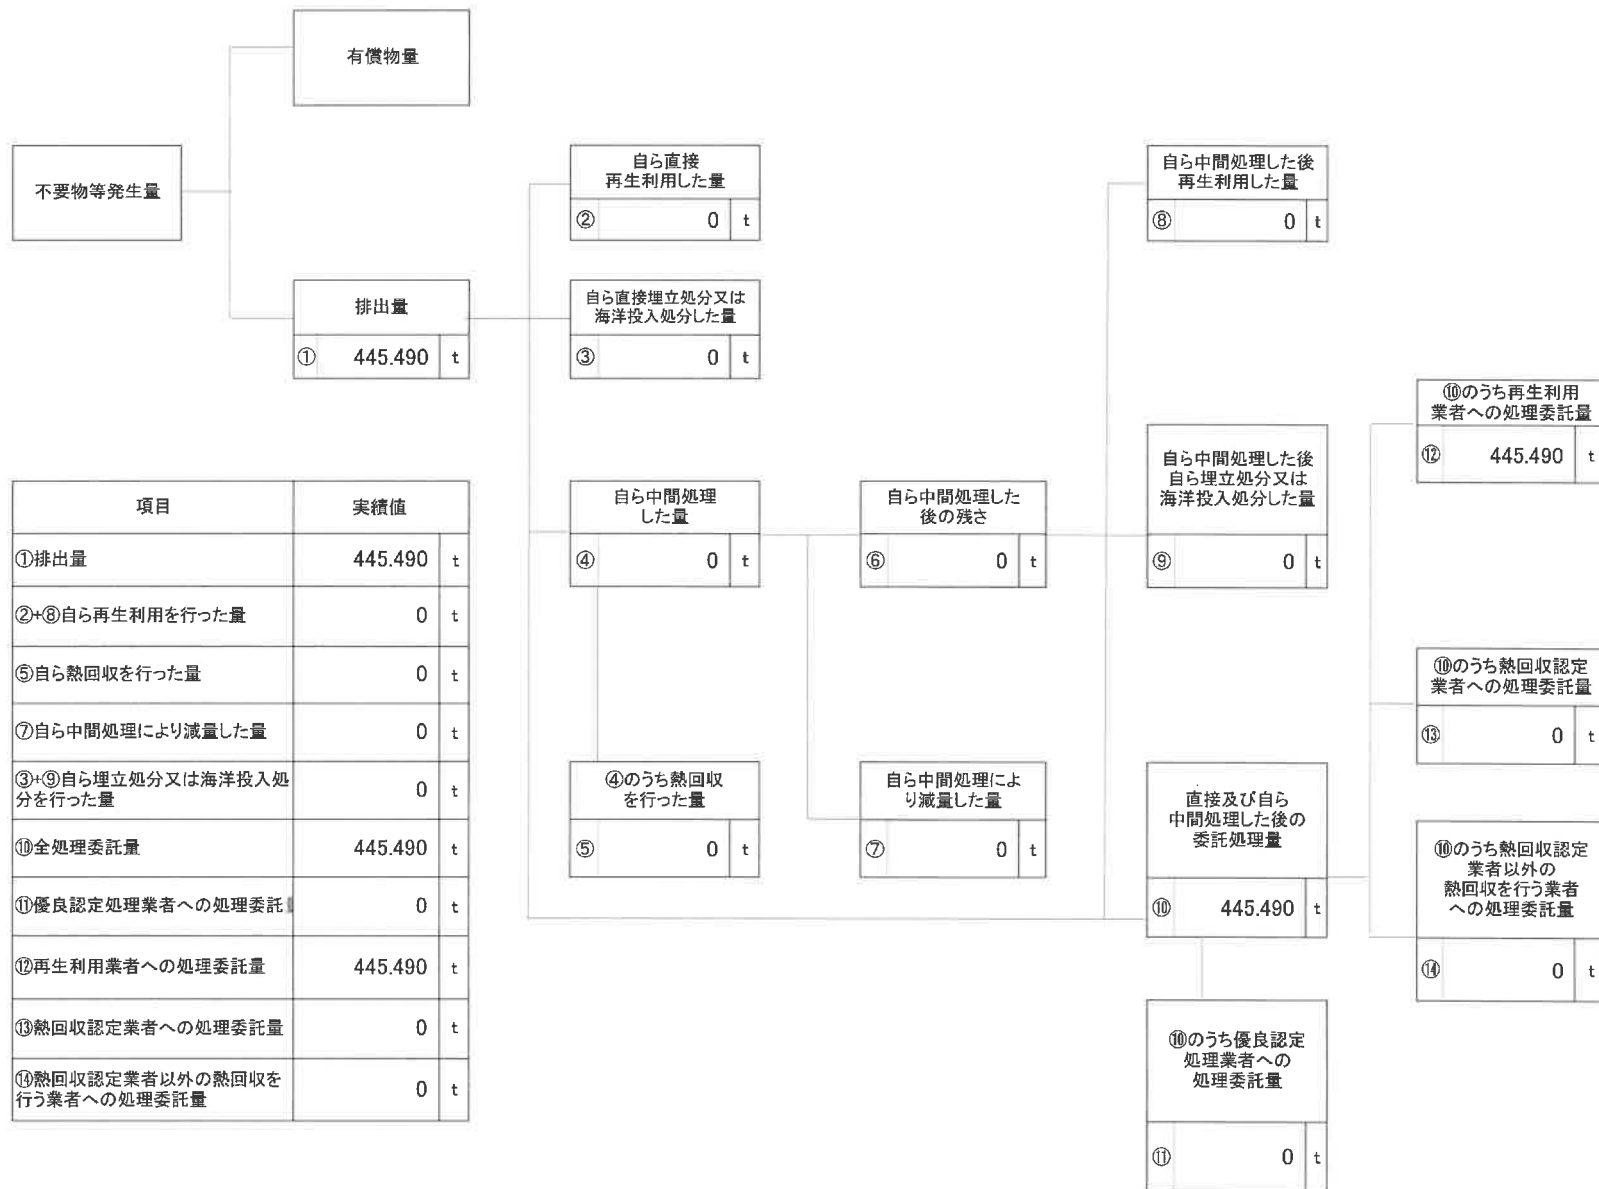 有償物量
不要物等発生量
排出量
① 445.490 t
自ら直接
再生利用した量
② 0 t
自ら直接埋立処分又は
海洋投入処分した量
③ 0 t
自ら中間処理
した量
④ 0 t
④のうち熱回収
を行った量
⑤ 0 t
自ら中間処理した
後の残さ
⑥ 0 t
自ら中間処理によ
り減量した量
⑦ 0 t
自ら中間処理した後
再生利用した量
⑧ 0 t
自ら中間処理した後
自ら埋立処分又は
海洋投入処分した量
⑨ 0 t
直接及び自ら
中間処理した後の
委託処理量
⑩ 445.490 t
⑩のうち優良認定
処理業者への
処理委託量
⑪ 0 t
⑩のうち再生利用
業者への処理委託量
⑫ 445.490 t
⑩のうち熱回収認定
業者への処理委託量
⑬ 0 t
⑩のうち熱回収認定
業者以外の
熱回収を行う業者
への処理委託量
⑭ 0 t
項目 実績値
①排出量 445.490 t
②+⑧自ら再生利用を行った量 0 t
⑤自ら熱回収を行った量 0 t
⑦自ら中間処理により減量した量 0 t
③+⑨自ら埋立処分又は海洋投入処
分を行った量 0 t
⑩全処理委託量 445.490 t
⑪優良認定処理業者への処理委託 0 t
⑫再生利用業者への処理委託量 445.490 t
⑬熱回収認定業者への処理委託量 0 t
⑭熱回収認定業者以外の熱回収を
行う業者への処理委託量 0 t